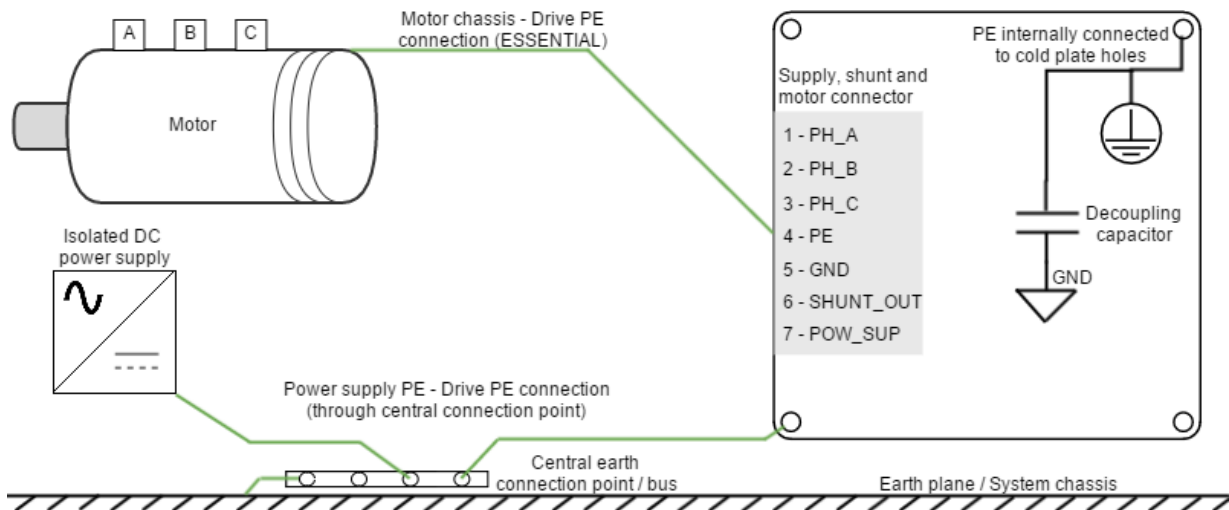 Motor chassis - Drive PE
connection (ESSENTIAL)
A
B
C
Motor
PE internally connected
to cold plate holes
Supply, shunt and
motor connector
1 - PH_A
2 - PH_B
3 - PH_C
4 - PE
5 - GND
6 - SHUNT_OUT
7 - POW_SUP
Decoupling
capacitor
GND
Isolated DC
power supply
Power supply PE - Drive PE connection
(through central connection point)
Central earth
connection point / bus
Earth plane / System chassis